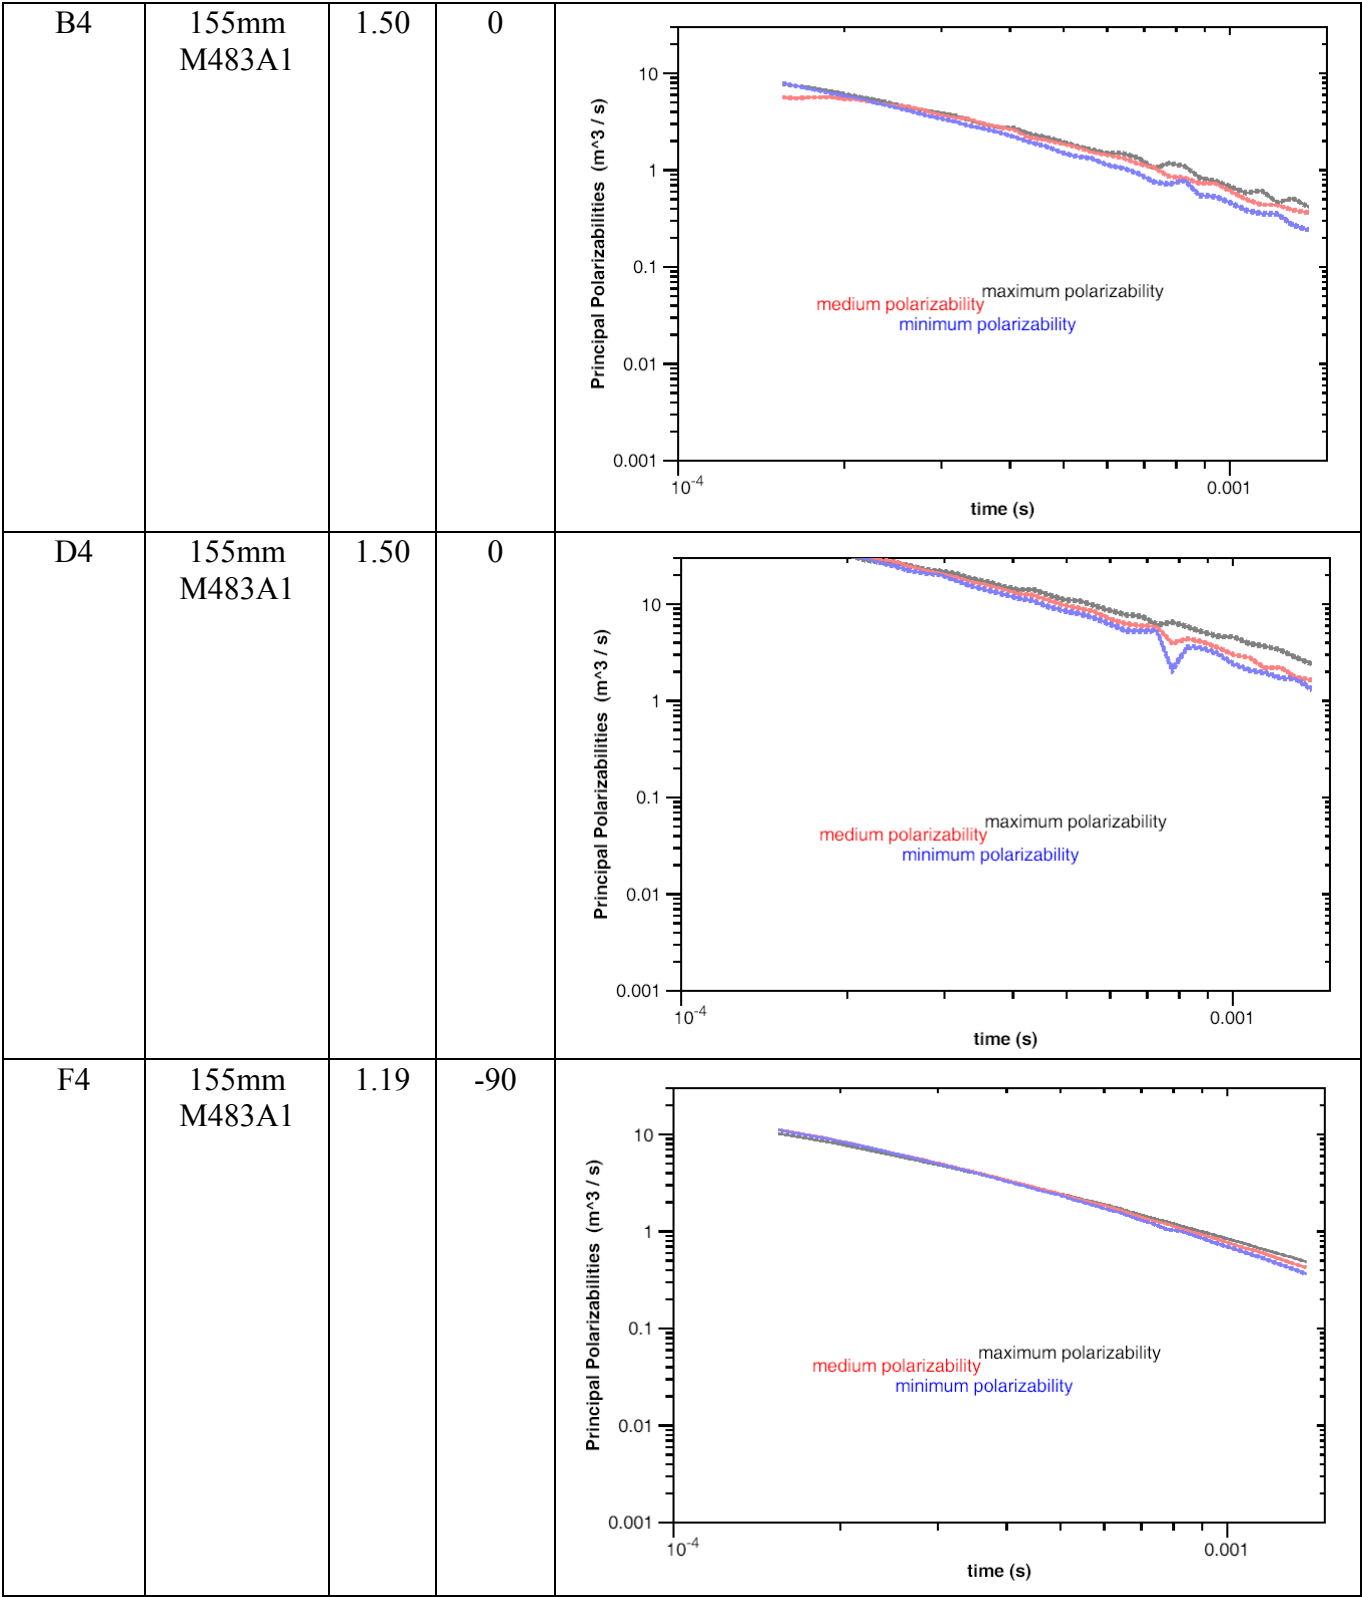 B4
155mm
M483A1
1.50
0
Principal Polarizabilities (m^3 / s)
10
1
0.1
0.01
0.001
maximum polarizability
medium polarizability
minimum polarizability
10-4
0.001
time (s)
D4
155mm
M483A1
1.50
0
Principal Polarizabilities (m^3 / s)
10
1
0.1
0.01
0.001
maximum polarizability
medium polarizability
minimum polarizability
10-4
0.001
time (s)
F4
155mm
M483A1
1.19
-90
Principal Polarizabilities (m^3 / s)
10
1
0.1
0.01
0.001
maximum polarizability
medium polarizability
minimum polarizability
10-4
0.001
time (s)